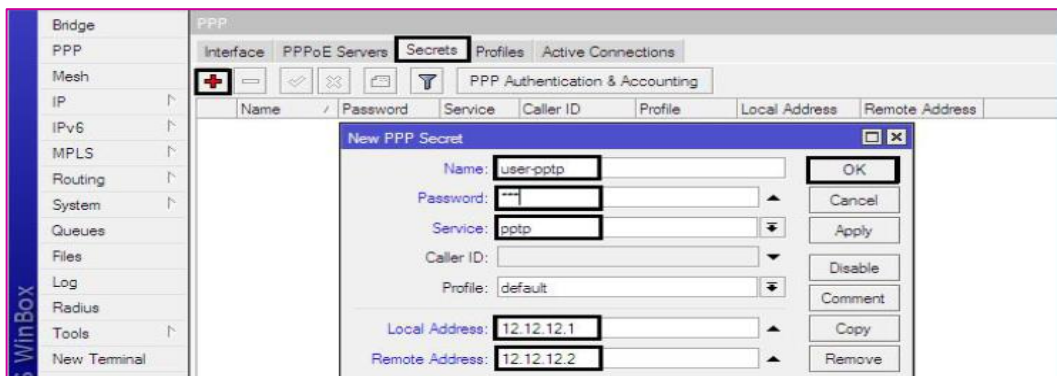 Bridge
PPP
Mesh
IP
IPv6
MPLS
Routing
System
Queues
Files
Log
Radius
Tools
New Terminal
WinBox
PPP
Interface PPPoE Servers Secrets Profiles Active Connections
PPP Authentication & Accounting
Name / Password Service Caller ID Profile Local Address Remote Address
New PPP Secret
Name: user-pptp
Password: ***
Service: pptp
Caller ID:
Profile: default
Local Address: 12.12.12.1
Remote Address: 12.12.12.2
OK
Cancel
Apply
Disable
Comment
Copy
Remove